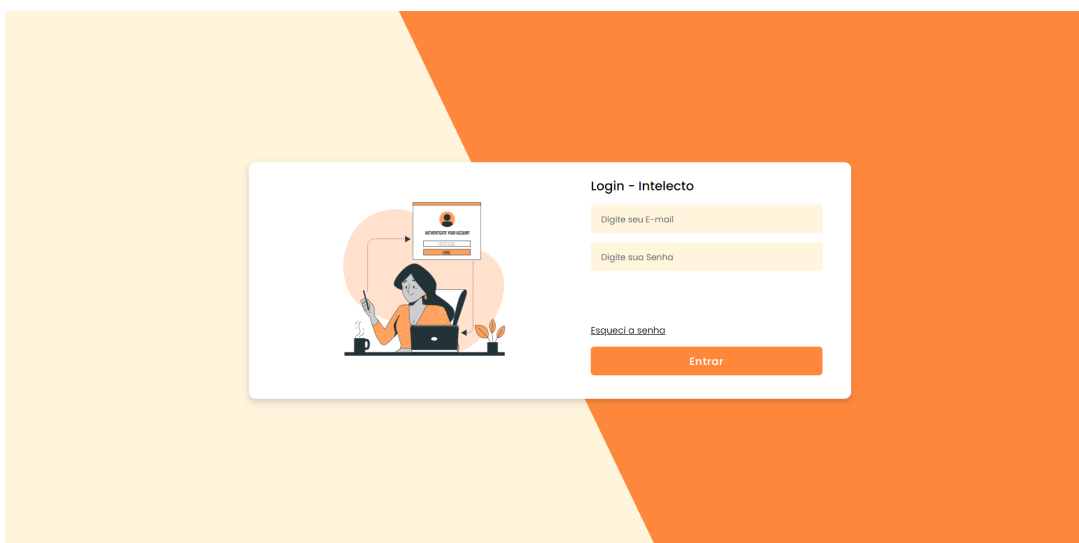 Login - Intelecto
AUTHENTICATE YOUR ACCOUNT
Digite seu E-mail
Digite sua Senha
Esqueci a senha
Entrar